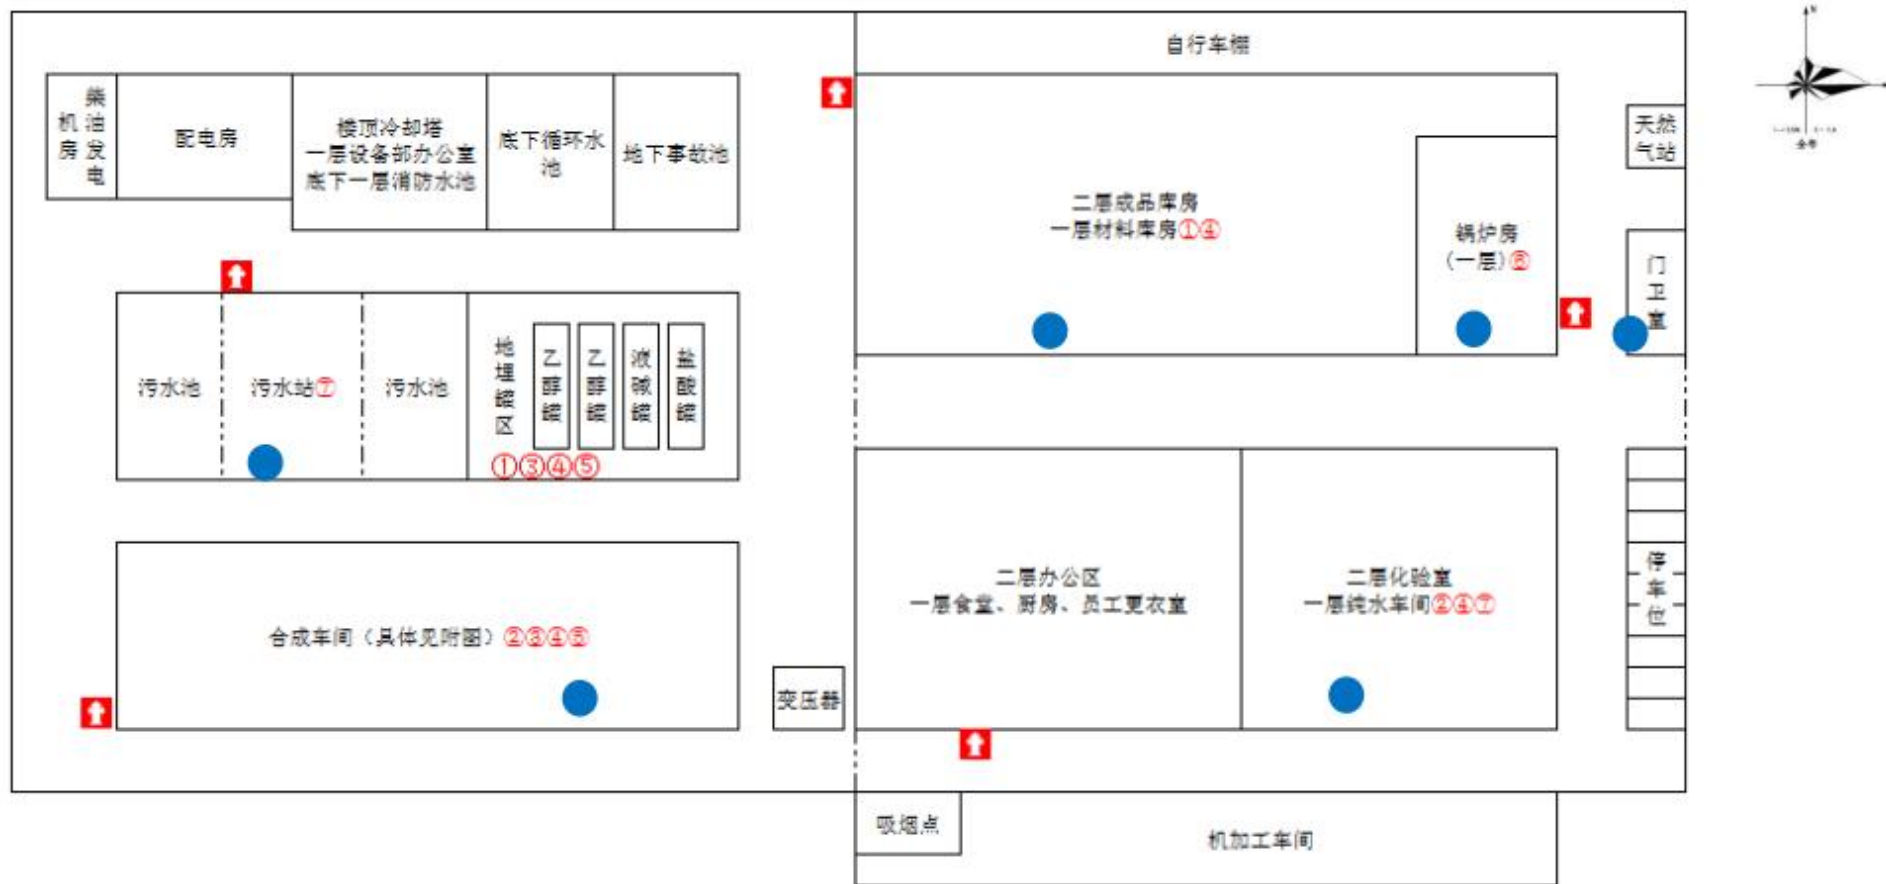 自行车棚
N
柴油发电
机房
配电房
楼顶冷却塔
一层设备部办公室
底下一层消防水池
底下循环水
池
地下事故池
二层成品库房
一层材料库房①④
锅炉房
(一层)⑥
天然
气站
门卫室
污水池
污水站⑦
污水池
地埋罐区
乙醇罐
乙醇罐
液碱罐
盐酸罐
①③④⑤
合成车间（具体见附图）②③④⑤
变压器
二层办公区
一层食堂、厨房、员工更衣室
二层化验室
一层纯水车间②④⑦
停车位
吸烟点
机加工车间